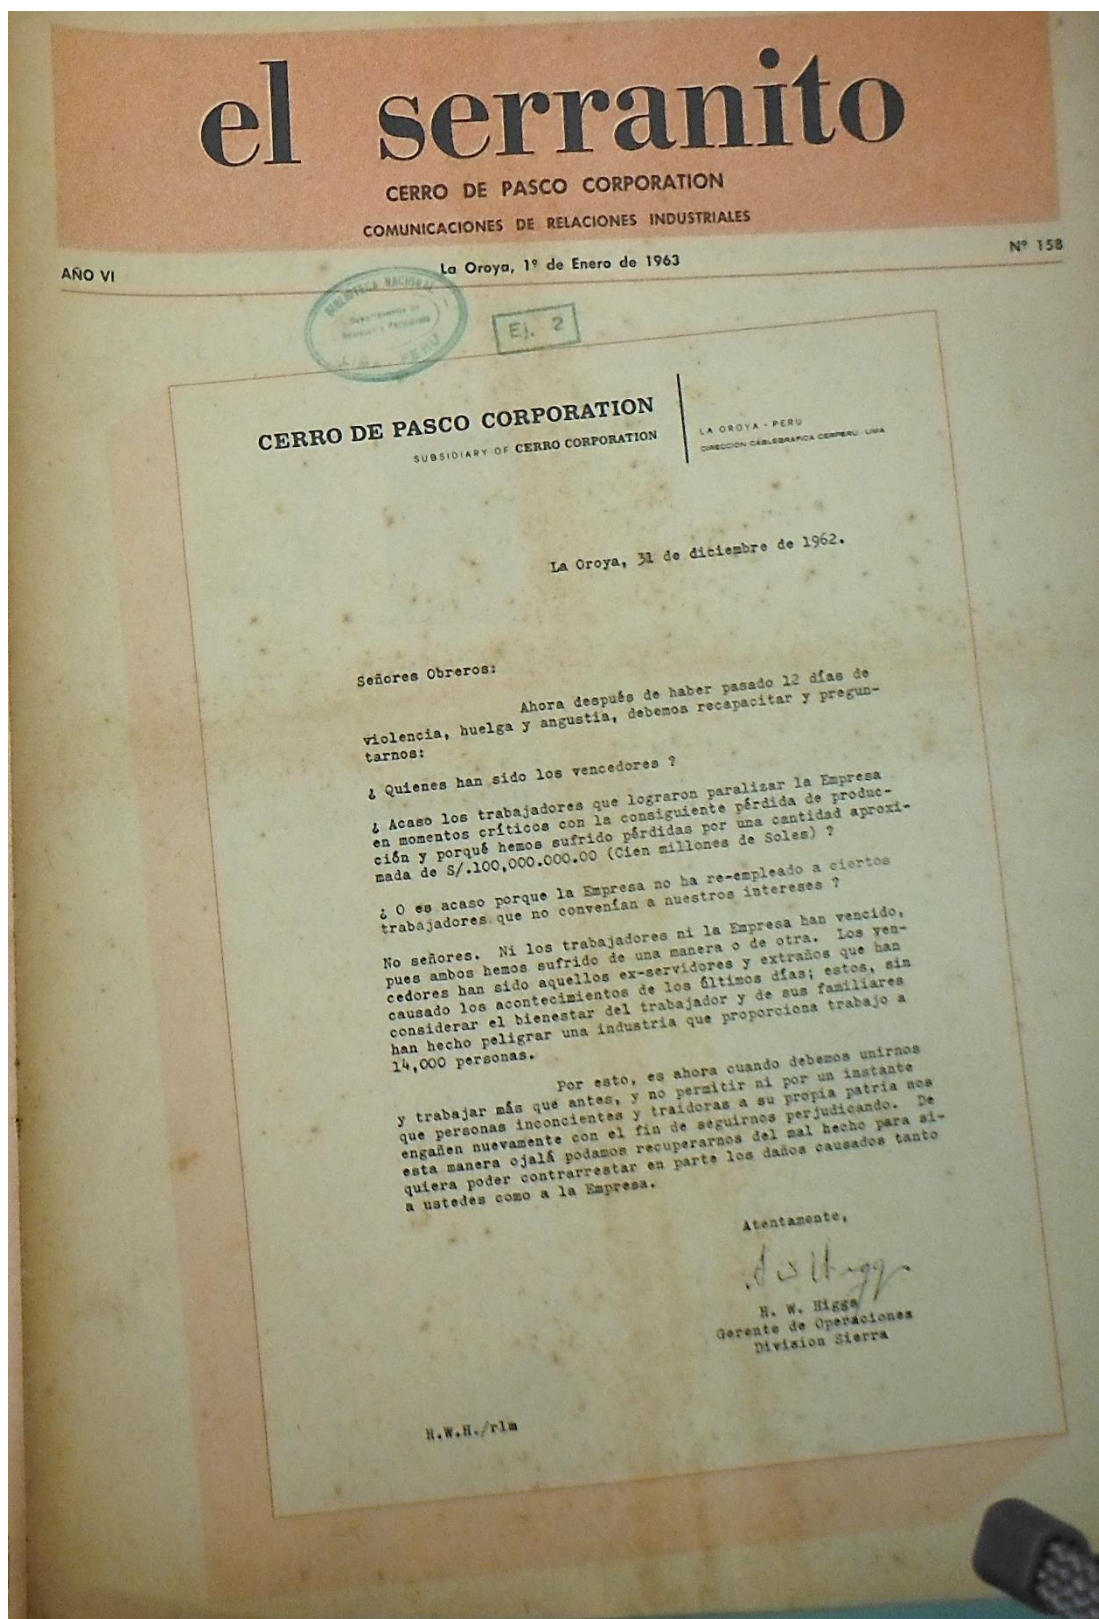 el serranito
CERRO DE PASCO CORPORATION
COMUNICACIONES DE RELACIONES INDUSTRIALES
AÑO VI
La Oroya, 1º de Enero de 1963
Nº 158
BIBLIOTECA NACIONAL
LIMA - PERU
Ej. 2
CERRO DE PASCO CORPORATION
SUBSIDIARY OF CERRO CORPORATION
LA OROYA - PERU
DIRECCION CABLEGRAFICA CERPERU - LIMA
La Oroya, 31 de diciembre de 1962.
Señores Obreros:
Ahora después de haber pasado 12 días de
violencia, huelga y angustia, debemos recapacitar y pregun-
tarnos:
¿ Quienes han sido los vencedores ?
¿ Acaso los trabajadores que lograron paralizar la Empresa
en momentos críticos con la consiguiente pérdida de produc-
ción y porqué hemos sufrido pérdidas por una cantidad aproxi-
mada de S/.100,000.000.00 (Cien millones de Soles) ?
¿ O es acaso porque la Empresa no ha re-empleado a ciertos
trabajadores que no convenían a nuestros intereses ?
No señores. Ni los trabajadores ni la Empresa han vencido,
pues ambos hemos sufrido de una manera o de otra. Los ven-
cedores han sido aquellos ex-servidores y extraños que han
causado los acontecimientos de los últimos días; estos, sin
considerar el bienestar del trabajador y de sus familiares
han hecho peligrar una industria que proporciona trabajo a
14,000 personas.
Por esto, es ahora cuando debemos unirnos
y trabajar más que antes, y no permitir ni por un instante
que personas inconcientes y traidoras a su propia patria nos
engañen nuevamente con el fin de seguirnos perjudicando. De
esta manera ojalá podamos recuperarnos del mal hecho para si-
quiera poder contrarrestar en parte los daños causados tanto
a ustedes como a la Empresa.
Atentamente,
H. W. Higgs
Gerente de Operaciones
Division Sierra
H.W.H./rlm